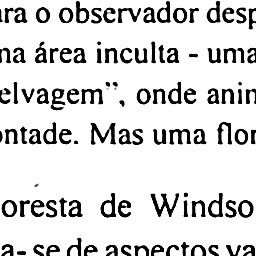 ara o observador desp
na área inculta - uma
elvagem”, onde anin
ontade. Mas uma flor
oresta de Windso
a- se de aspectos va